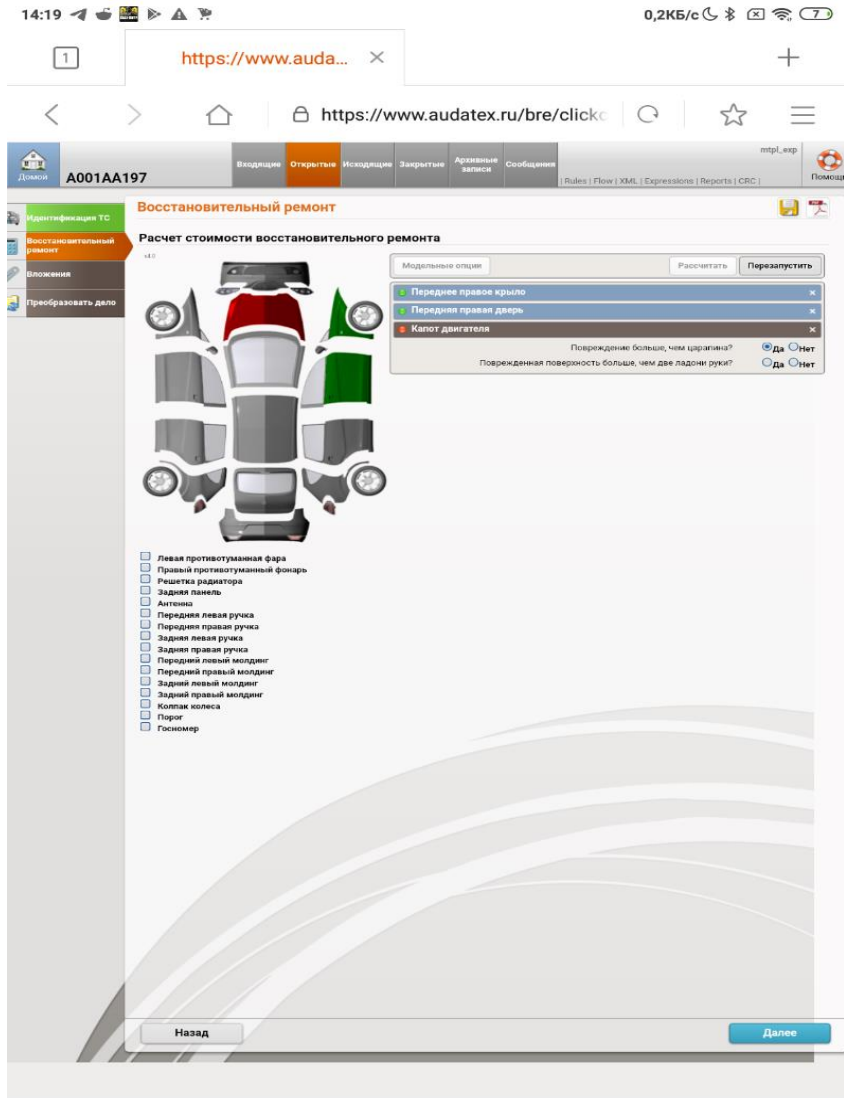 14:19
0,2КБ/с
7
1
https://www.auda...
https://www.audatex.ru/bre/clickc
Домой
A001AA197
Входящие
Открытые
Исходящие
Закрытые
Архивные записи
Сообщения
mtpl_exp
| Rules | Flow | XML | Expressions | Reports | CRC |
Помощь
Идентификация ТС
Восстановительный ремонт
Вложения
Преобразовать дело
Восстановительный ремонт
Расчет стоимости восстановительного ремонта
v4.0
Модельные опции
Рассчитать
Перезапустить
Переднее правое крыло
Передняя правая дверь
Капот двигателя
Повреждение больше, чем царапина? Да Нет
Поврежденная поверхность больше, чем две ладони руки? Да Нет
Левая противотуманная фара
Правый противотуманный фонарь
Решетка радиатора
Задняя панель
Антенна
Передняя левая ручка
Передняя правая ручка
Задняя левая ручка
Задняя правая ручка
Передний левый молдинг
Передний правый молдинг
Задний левый молдинг
Задний правый молдинг
Колпак колеса
Порог
Госномер
Назад
Далее